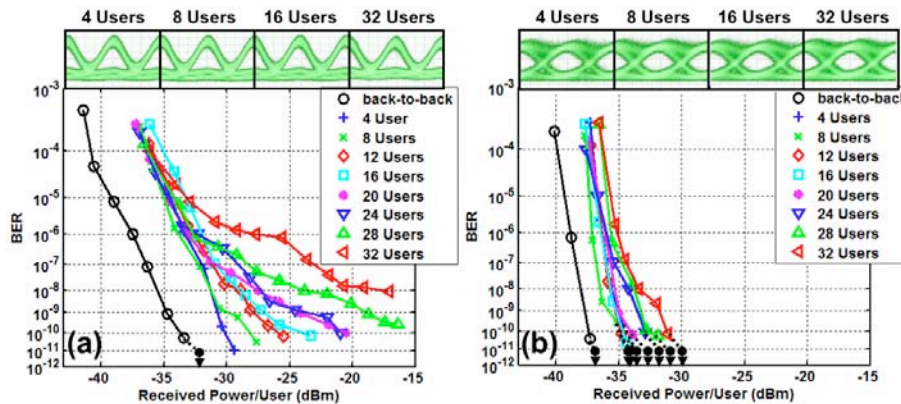 4 Users 8 Users 16 Users 32 Users
10-3
10-4
10-5
10-6
10-7
10-8
10-9
10-10
10-11
10-12
BER
back-to-back
4 User
8 Users
12 Users
16 Users
20 Users
24 Users
28 Users
32 Users
(a)
-40 -35 -30 -25 -20 -15
Received Power/User (dBm)
4 Users 8 Users 16 Users 32 Users
10-3
10-4
10-5
10-6
10-7
10-8
10-9
10-10
10-11
10-12
BER
back-to-back
4 Users
8 Users
12 Users
16 Users
20 Users
24 Users
28 Users
32 Users
(b)
-40 -35 -30 -25 -20 -15
Received Power/User (dBm)